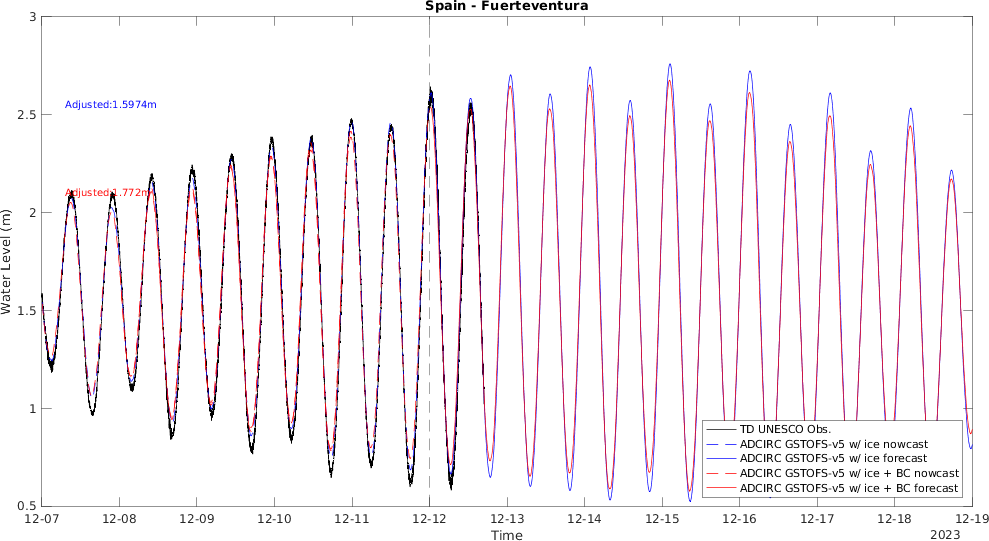 Spain - Fuerteventura
3
2.5
2
1.5
1
0.5
Water Level (m)
Adjusted:1.5974m
Adjusted:1.772m
TD UNESCO Obs.
ADCIRC GSTOFS-v5 w/ ice nowcast
ADCIRC GSTOFS-v5 w/ ice forecast
ADCIRC GSTOFS-v5 w/ ice + BC nowcast
ADCIRC GSTOFS-v5 w/ ice + BC forecast
12-07 12-08 12-09 12-10 12-11 12-12 12-13 12-14 12-15 12-16 12-17 12-18 12-19
Time
2023